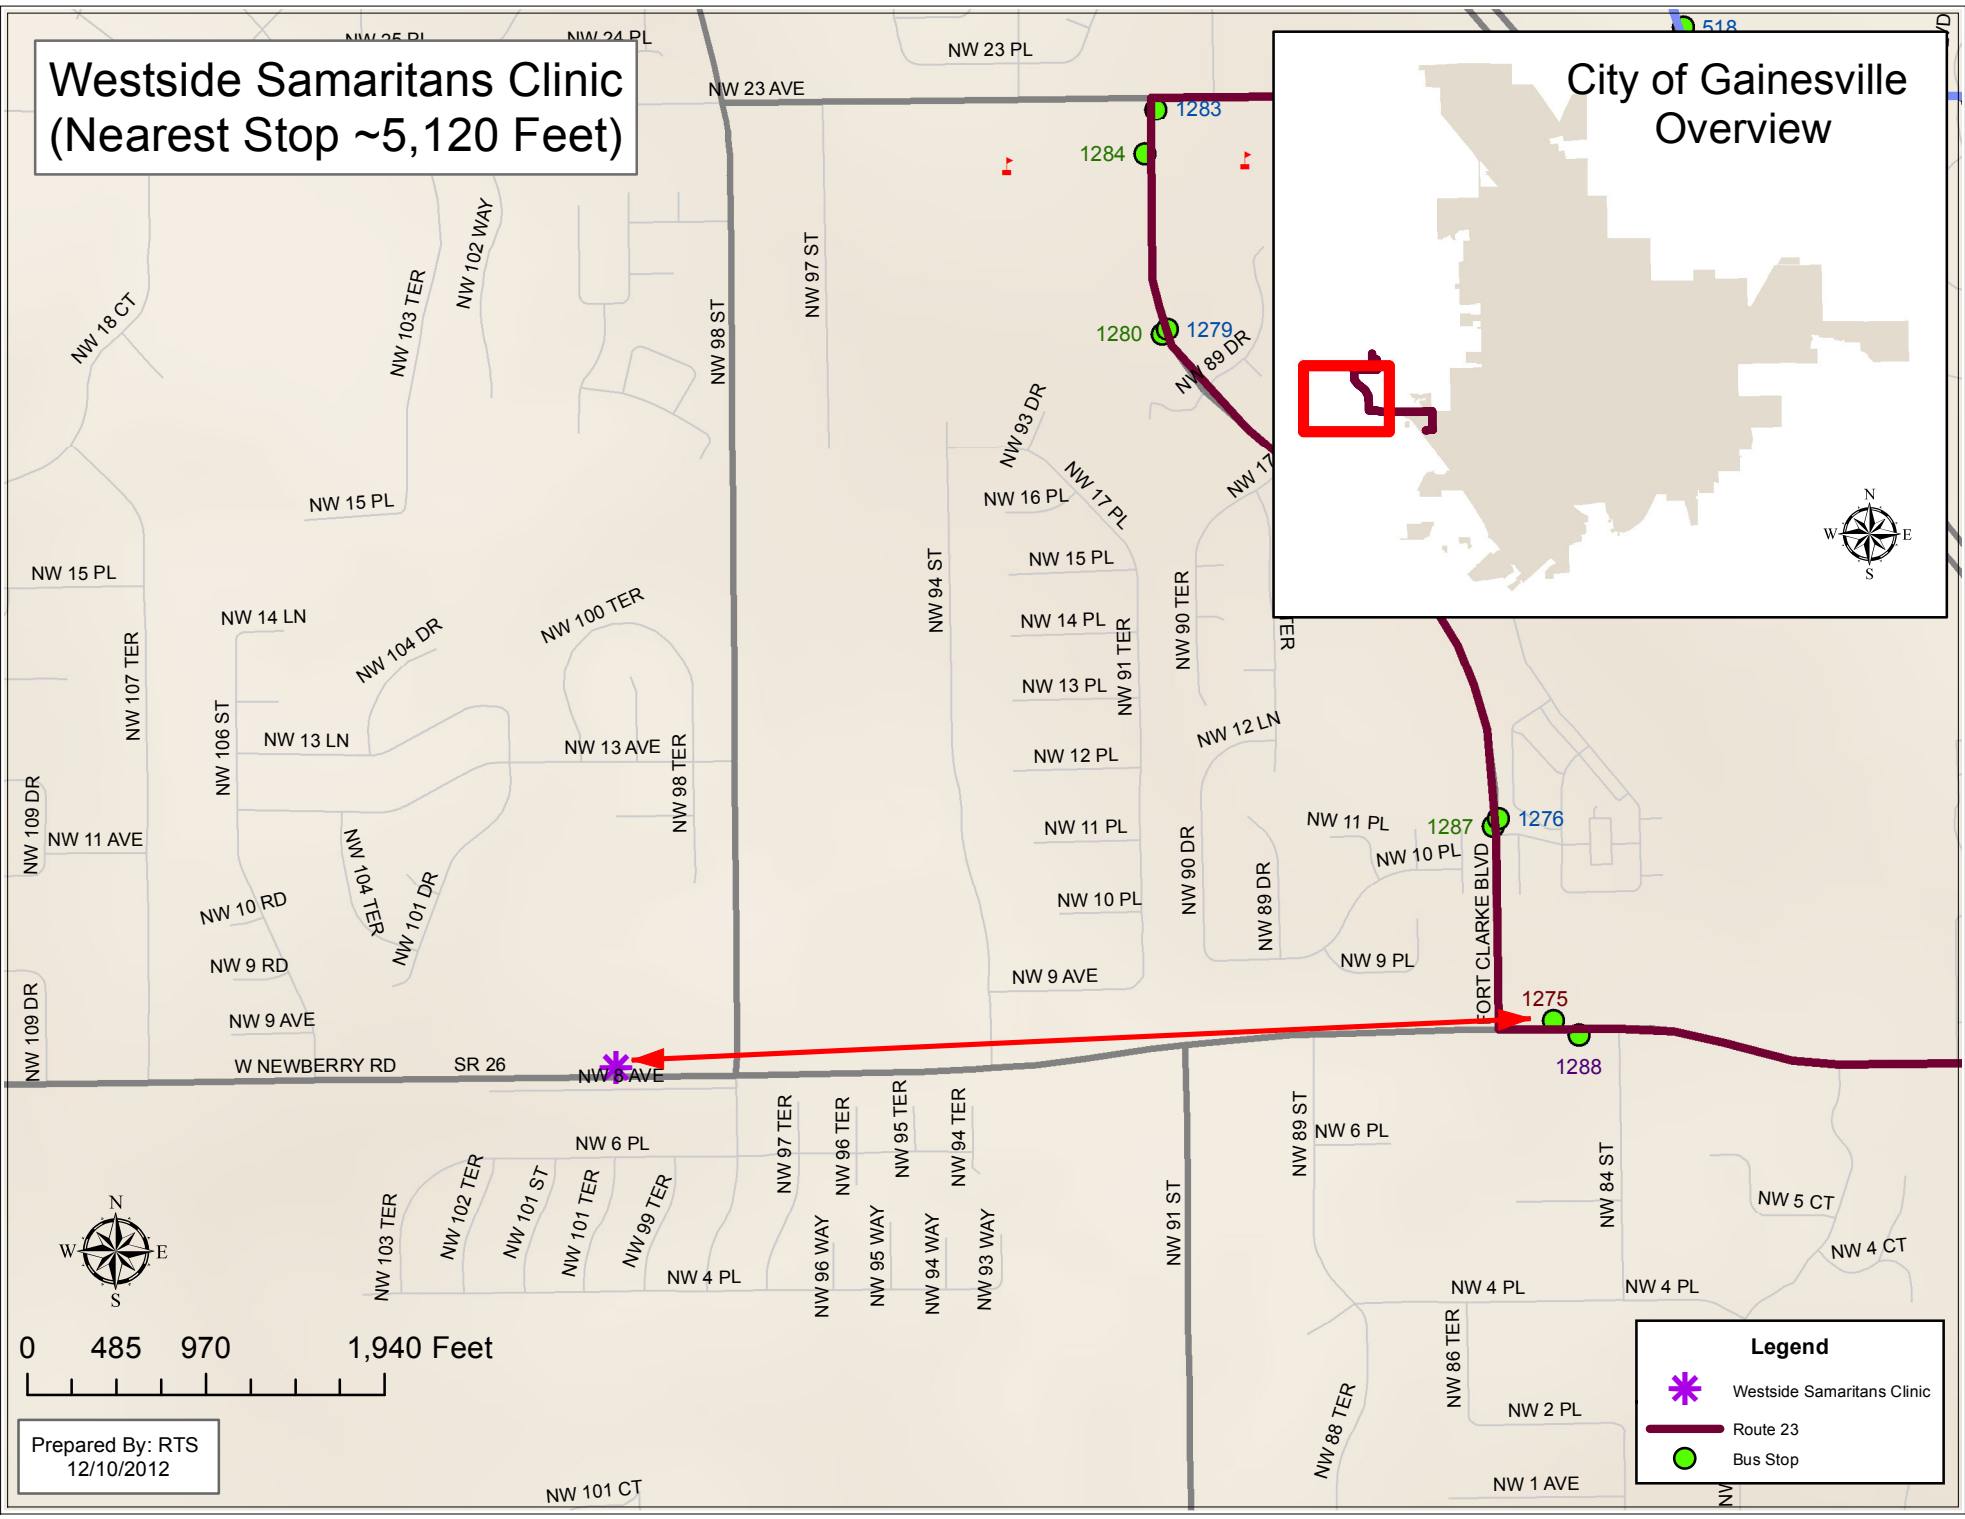 NW 25 PL
NW 24 PL
NW 23 PL
518
Westside Samaritans Clinic
(Nearest Stop ~5,120 Feet)
NW 23 AVE
1283
1284
City of Gainesville
Overview
NW 102 WAY
NW 103 TER
NW 18 CT
NW 98 ST
NW 97 ST
1280
1279
NW 89 DR
NW 93 DR
NW 17 PL
NW 16 PL
NW 17
N
W
E
S
NW 15 PL
NW 15 PL
NW 94 ST
NW 15 PL
NW 90 TER
NW 14 LN
NW 104 DR
NW 100 TER
NW 14 PL
NW 91 TER
TER
NW 107 TER
NW 106 ST
NW 13 PL
NW 13 LN
NW 13 AVE
NW 98 TER
NW 12 LN
NW 12 PL
NW 109 DR
NW 11 AVE
NW 104 TER
NW 101 DR
NW 11 PL
NW 90 DR
NW 89 DR
NW 11 PL
NW 10 PL
1287
1276
FORT CLARKE BLVD
NW 10 RD
NW 10 PL
NW 9 RD
NW 9 AVE
NW 9 PL
NW 109 DR
NW 9 AVE
1275
1288
W NEWBERRY RD
SR 26
NW 8 AVE
NW 6 PL
NW 97 TER
NW 96 TER
NW 95 TER
NW 94 TER
NW 89 ST
NW 6 PL
NW 84 ST
NW 103 TER
NW 102 TER
NW 101 ST
NW 101 TER
NW 99 TER
NW 4 PL
NW 96 WAY
NW 95 WAY
NW 94 WAY
NW 93 WAY
NW 91 ST
NW 5 CT
NW 4 CT
NW 4 PL
NW 4 PL
N
W
E
S
0
485
970
1,940 Feet
NW 86 TER
NW 88 TER
NW 2 PL
NW 1 AVE
NW
Legend
Westside Samaritans Clinic
Route 23
Bus Stop
Prepared By: RTS
12/10/2012
NW 101 CT